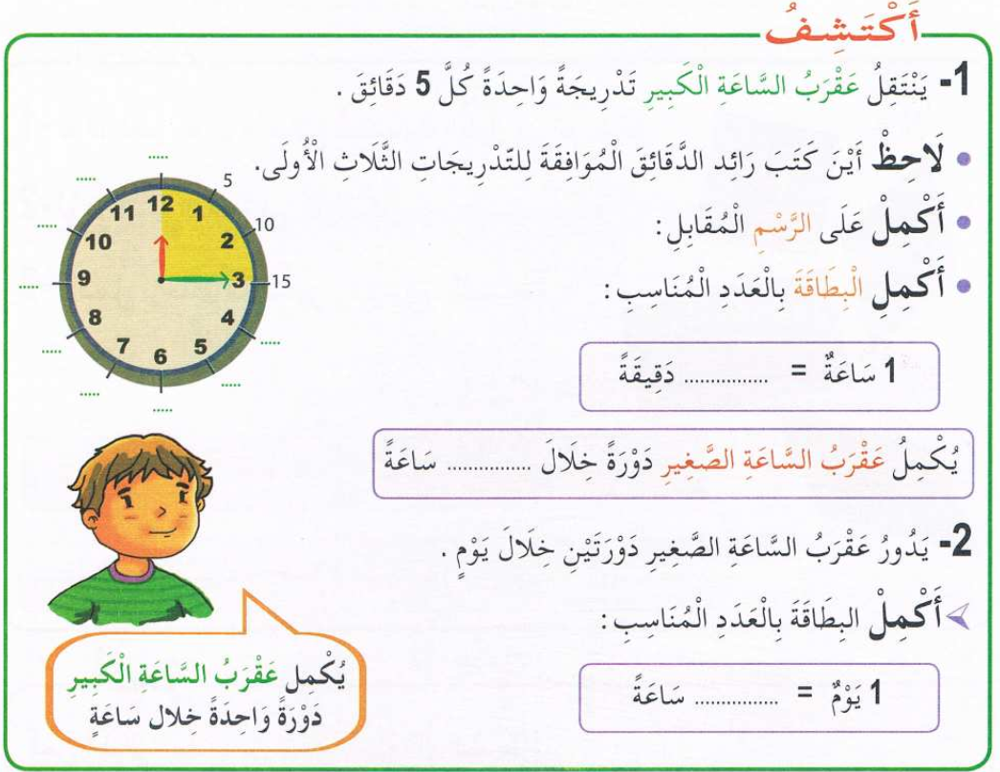 أَكْتَشِفُ
1- يَنْتَقِلُ عَقْرَبُ السَّاعَةِ الْكَبِيرِ تَدْرِيجَةً وَاحِدَةً كُلَّ 5 دَقَائِقَ .
• لَاحِظْ أَيْنَ كَتَبَ رَائِد الدَّقَائِقَ الْمُوَافِقَةَ لِلتَّدْرِيجَاتِ الثَّلَاثِ الْأُولَى.
• أَكْمِلْ عَلَى الرَّسْمِ الْمُقَابِلِ:
• أَكْمِلِ الْبِطَاقَةَ بِالْعَدَدِ الْمُنَاسِبِ:
..... 5 10 15 ..... ..... ..... ..... ..... ..... ..... .....
12 1 2 3 4 5 6 7 8 9 10 11
1 سَاعَةٌ = ................ دَقِيقَةً
يُكْمِلُ عَقْرَبُ السَّاعَةِ الصَّغِيرِ دَوْرَةً خِلَالَ ................ سَاعَةً
2- يَدُورُ عَقْرَبُ السَّاعَةِ الصَّغِيرِ دَوْرَتَيْنِ خِلَالَ يَوْمٍ .
أَكْمِلْ البِطَاقَةَ بِالْعَدَدِ الْمُنَاسِبِ:
1 يَوْمٌ = ................ سَاعَةً
يُكْمِل عَقْرَبُ السَّاعَةِ الْكَبِيرِ
دَوْرَةً وَاحِدَةً خِلال سَاعَةٍ